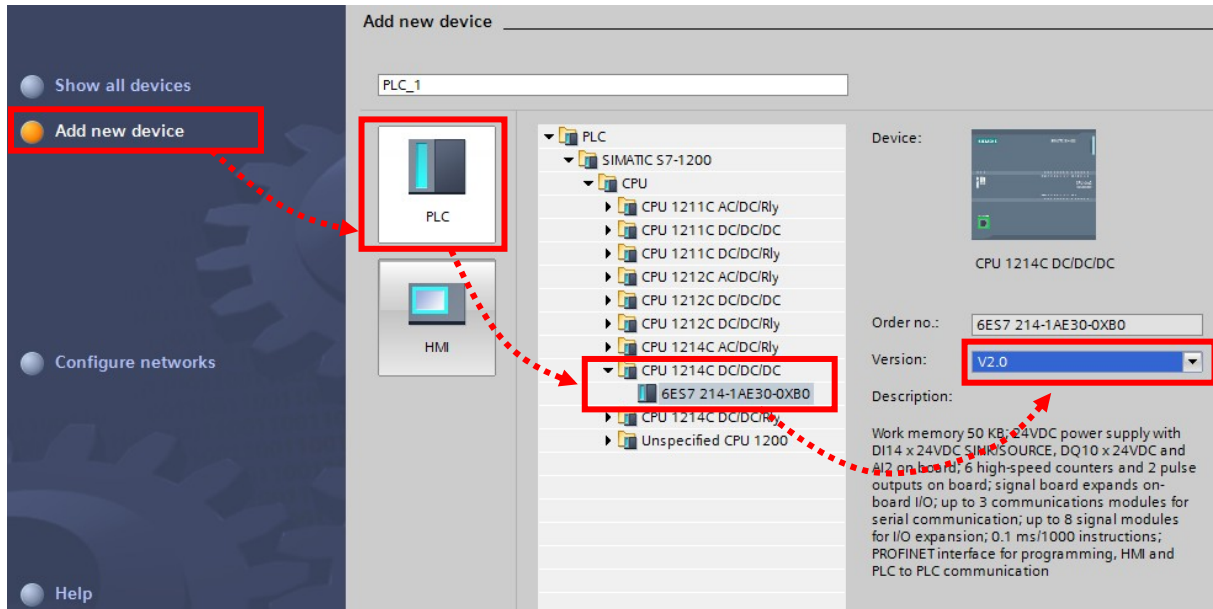 Add new device
Show all devices
Add new device
Configure networks
Help
PLC_1
PLC
HMI
PLC
SIMATIC S7-1200
CPU
CPU 1211C AC/DC/Rly
CPU 1211C DC/DC/DC
CPU 1211C DC/DC/Rly
CPU 1212C AC/DC/Rly
CPU 1212C DC/DC/DC
CPU 1212C DC/DC/Rly
CPU 1214C AC/DC/Rly
CPU 1214C DC/DC/DC
6ES7 214-1AE30-0XB0
CPU 1214C DC/DC/Rly
Unspecified CPU 1200
Device:
SIEMENS
CPU 1214C DC/DC/DC
Order no.:
6ES7 214-1AE30-0XB0
Version:
V2.0
Description:
Work memory 50 KB; 24VDC power supply with
DI14 x 24VDC SINK/SOURCE, DQ10 x 24VDC and
AI2 on board; 6 high-speed counters and 2 pulse
outputs on board; signal board expands on-
board I/O; up to 3 communications modules for
serial communication; up to 8 signal modules
for I/O expansion; 0.1 ms/1000 instructions;
PROFINET interface for programming, HMI and
PLC to PLC communication